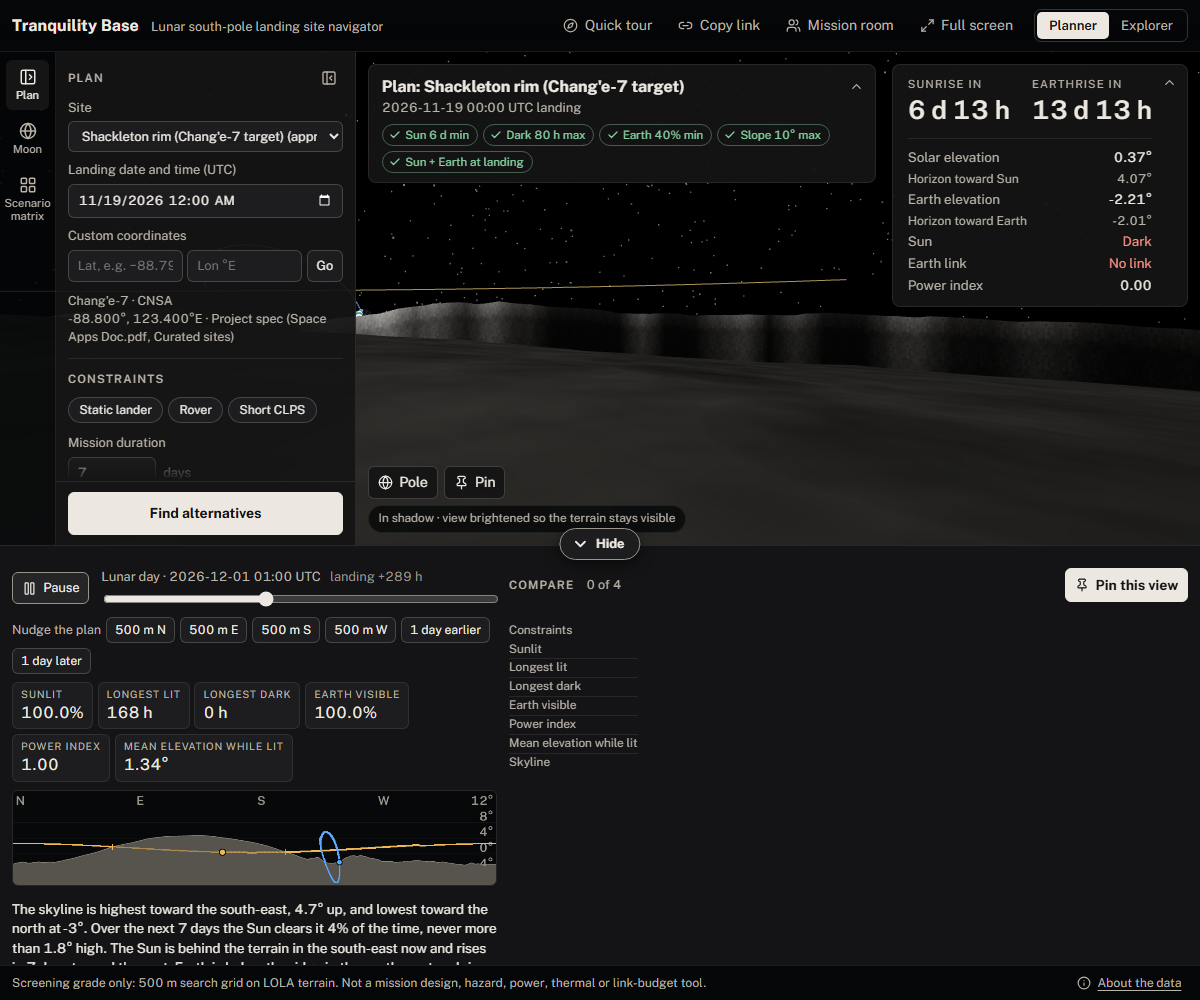 Tranquility Base Lunar south-pole landing site navigator
Quick tour Copy link Mission room Full screen Planner Explorer
Plan
Moon
Scenario
matrix
PLAN
Site
Shackleton rim (Chang'e-7 target) (appr
Landing date and time (UTC)
11/19/2026 12:00 AM
Custom coordinates
Lat, e.g. −88.79 Lon °E Go
Chang'e-7 · CNSA
-88.800°, 123.400°E · Project spec (Space
Apps Doc.pdf, Curated sites)
CONSTRAINTS
Static lander Rover Short CLPS
Mission duration
7 days
Find alternatives
Plan: Shackleton rim (Chang'e-7 target)
2026-11-19 00:00 UTC landing
Sun 6 d min Dark 80 h max Earth 40% min Slope 10° max
Sun + Earth at landing
SUNRISE IN EARTHRISE IN
6 d 13 h 13 d 13 h
Solar elevation 0.37°
Horizon toward Sun 4.07°
Earth elevation -2.21°
Horizon toward Earth -2.01°
Sun Dark
Earth link No link
Power index 0.00
Pole Pin
In shadow · view brightened so the terrain stays visible
Hide
Pause
Lunar day · 2026-12-01 01:00 UTC landing +289 h
Nudge the plan 500 m N 500 m E 500 m S 500 m W 1 day earlier
1 day later
SUNLIT LONGEST LIT LONGEST DARK EARTH VISIBLE
100.0% 168 h 0 h 100.0%
POWER INDEX MEAN ELEVATION WHILE LIT
1.00 1.34°
N E S W 12°
8°
4°
0°
4°
The skyline is highest toward the south-east, 4.7° up, and lowest toward the
north at -3°. Over the next 7 days the Sun clears it 4% of the time, never more
than 1.8° high. The Sun is behind the terrain in the south-east now and rises
COMPARE 0 of 4
Pin this view
Constraints
Sunlit
Longest lit
Longest dark
Earth visible
Power index
Mean elevation while lit
Skyline
Screening grade only: 500 m search grid on LOLA terrain. Not a mission design, hazard, power, thermal or link-budget tool.
About the data